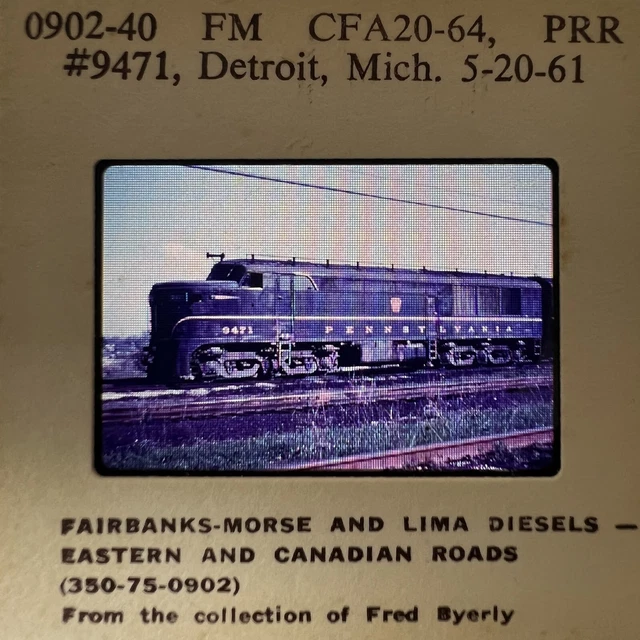 0902-40 FM CFA20-64, PRR
#9471, Detroit, Mich. 5-20-61
9471 PENNSYLVANIA
FAIRBANKS-MORSE AND LIMA DIESELS —
EASTERN AND CANADIAN ROADS
(350-75-0902)
From the collection of Fred Byerly